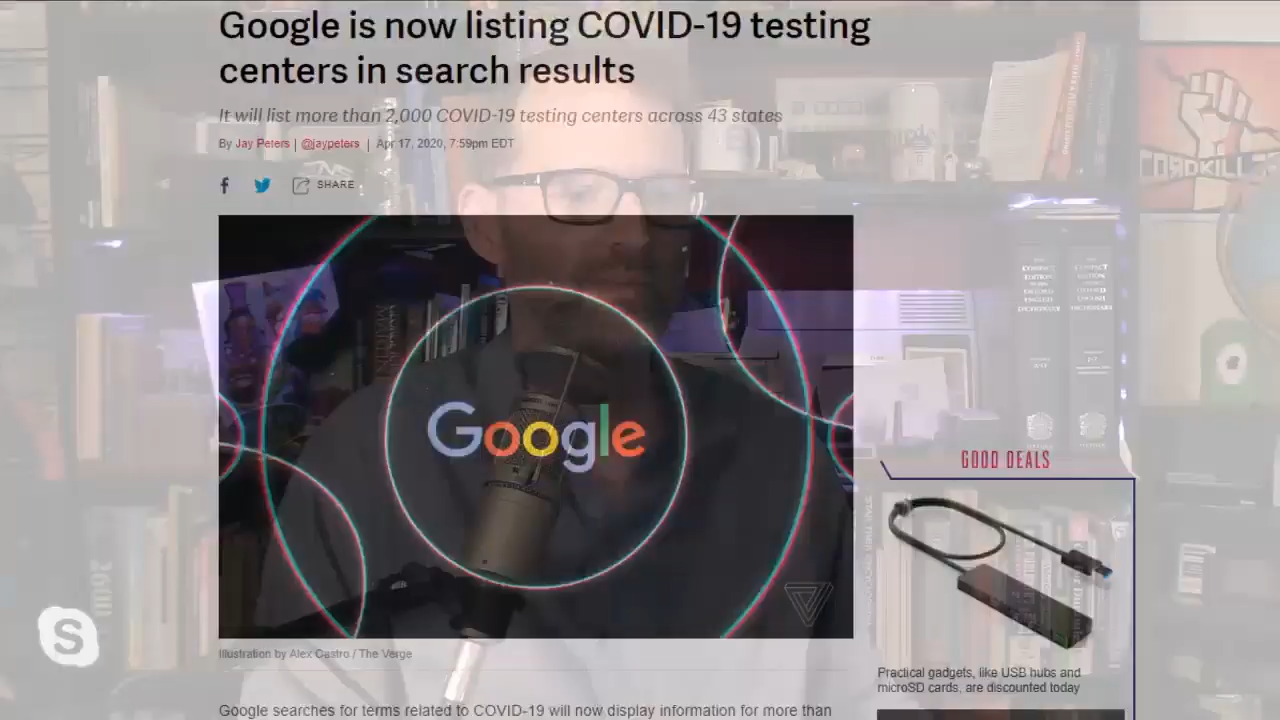 Google is now listing COVID-19 testing
centers in search results
It will list more than 2,000 COVID-19 testing centers across 43 states
By Jay Peters | @jaypeters | Apr 17, 2020, 7:59pm EDT
SHARE
CORDKILL
Google
GOOD DEALS
S
Illustration by Alex Castro / The Verge
Practical gadgets, like USB hubs and
microSD cards, are discounted today
Google searches for terms related to COVID-19 will now display information for more than